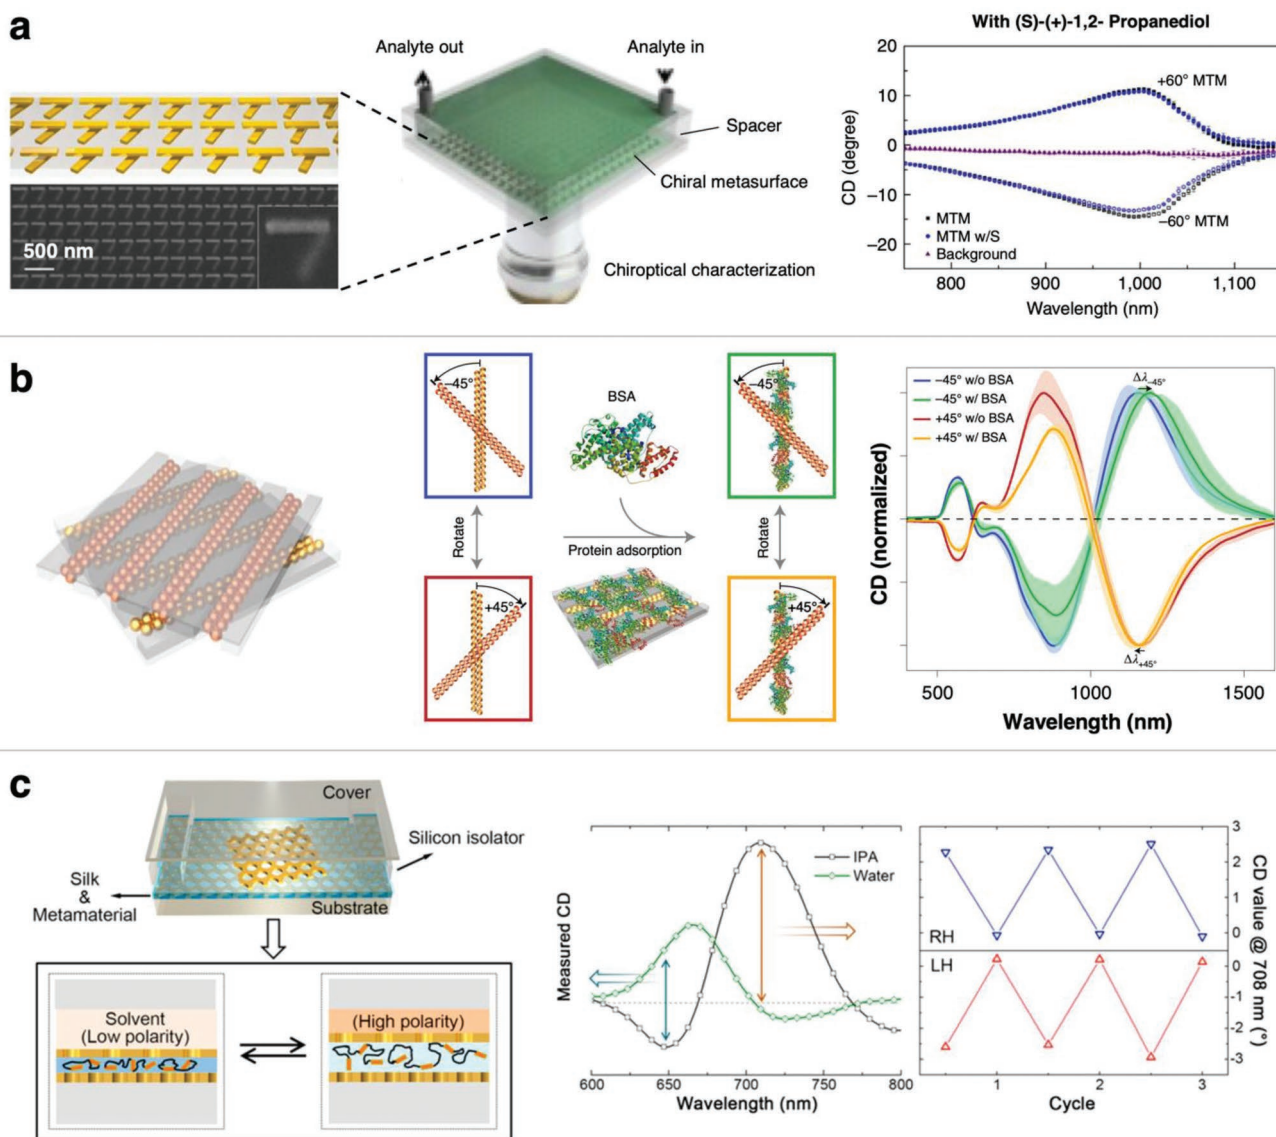 a
Analyte out
Analyte in
500 nm
Spacer
Chiral metasurface
Chiroptical characterization
With (S)-(+)-1,2- Propanediol
CD (degree)
20
10
0
−10
−20
+60° MTM
−60° MTM
MTM
MTM w/S
Background
800
900
1,000
1,100
Wavelength (nm)
b
−45°
Rotate
+45°
BSA
Protein adsorption
−45°
Rotate
+45°
CD (normalized)
−45° w/o BSA
−45° w/ BSA
+45° w/o BSA
+45° w/ BSA
Δλ−45°
Δλ+45°
500
1000
1500
Wavelength (nm)
c
Cover
Silicon isolator
Silk
&
Metamaterial
Substrate
Solvent
(Low polarity)
(High polarity)
Measured CD
IPA
Water
600
650
700
750
800
Wavelength (nm)
RH
LH
3
2
1
0
0
-1
-2
-3
CD value @ 708 nm (°)
1
2
3
Cycle